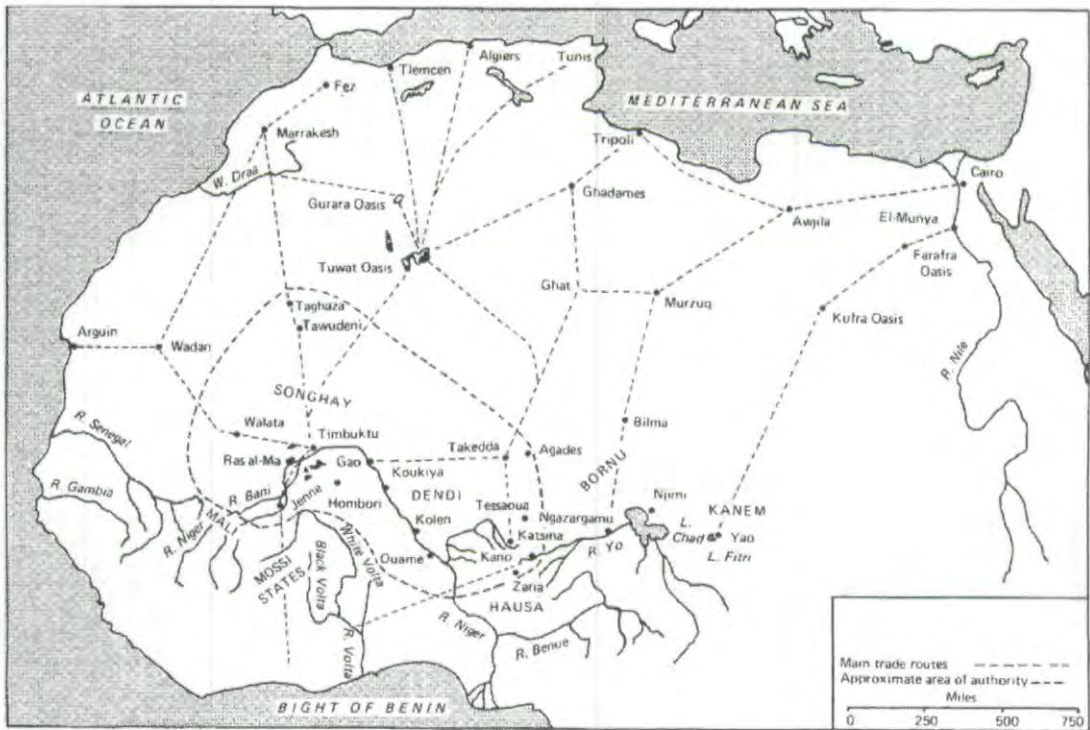 Algiers
Tunis
Tlemcen
Fez
ATLANTIC
OCEAN
MEDITERRANEAN SEA
Marrakesh
Tripoli
W. Draa
Ghadames
Cairo
Gurara Oasis
Awjila
El-Munya
Tuwat Oasis
Farafra
Oasis
Ghat
Murzuq
Taghaza
Kufra Oasis
Tawudeni
Arguin
Wadan
R. Nile
SONGHAY
Walata
Timbuktu
Bilma
R. Senegal
Ras al-Ma
Gao
Takedda
Agades
Koukiya
BORNU
R. Gambia
R. Bani
Jenne
Hombori
DENDI
Njimi
KANEM
Tessaoua
Ngazargamu
L.
Chad
Yao
L. Fitri
MALI
R. Niger
Kolen
Katsina
R. Yo
Ouame
Kano
MOSSI
STATES
Black Volta
White Volta
Zaria
HAUSA
R. Niger
R. Benue
R. Volta
BIGHT OF BENIN
Main trade routes
Approximate area of authority
Miles
0 250 500 750